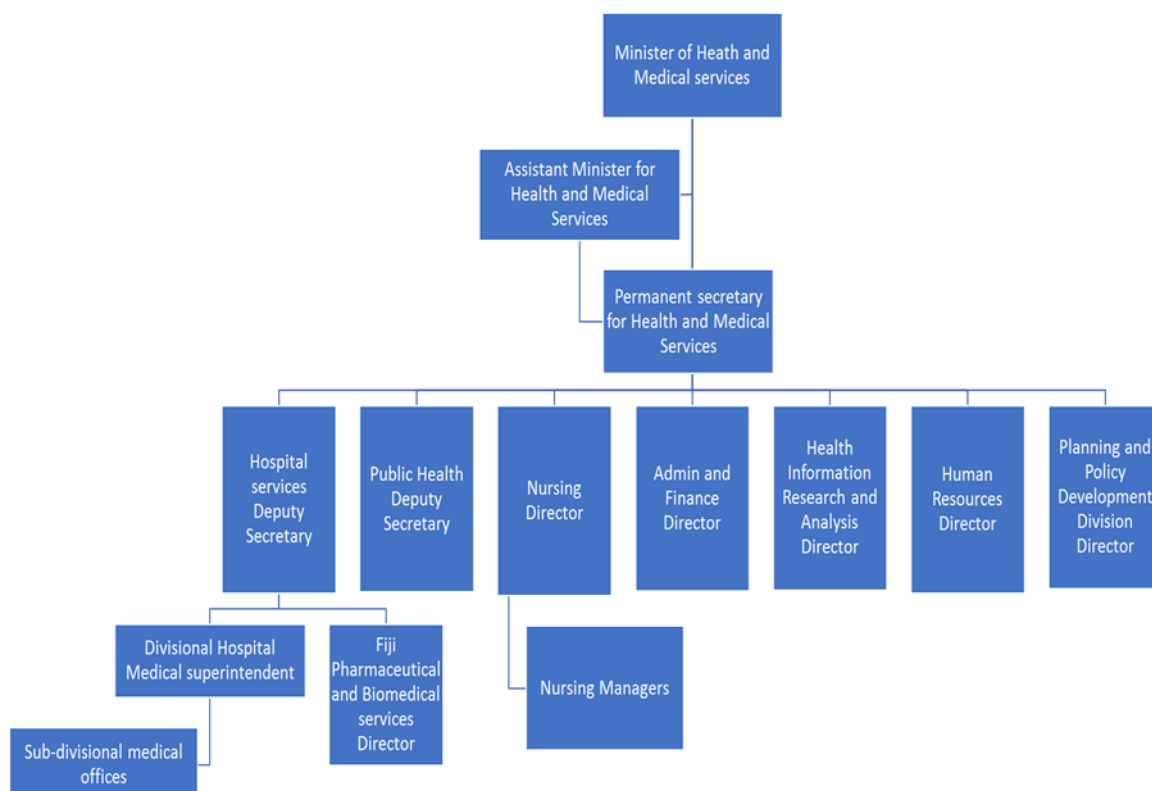 Minister of Heath and
Medical services
Assistant Minister for
Health and Medical
Services
Permanent secretary
for Health and Medical
Services
Hospital
services
Deputy
Secretary
Public Health
Deputy
Secretary
Nursing
Director
Admin and
Finance
Director
Health
Information
Research and
Analysis
Director
Human
Resources
Director
Planning and
Policy
Development
Division
Director
Divisional Hospital
Medical superintendent
Fiji
Pharmaceutical
and Biomedical
services
Director
Nursing Managers
Sub-divisional medical
offices